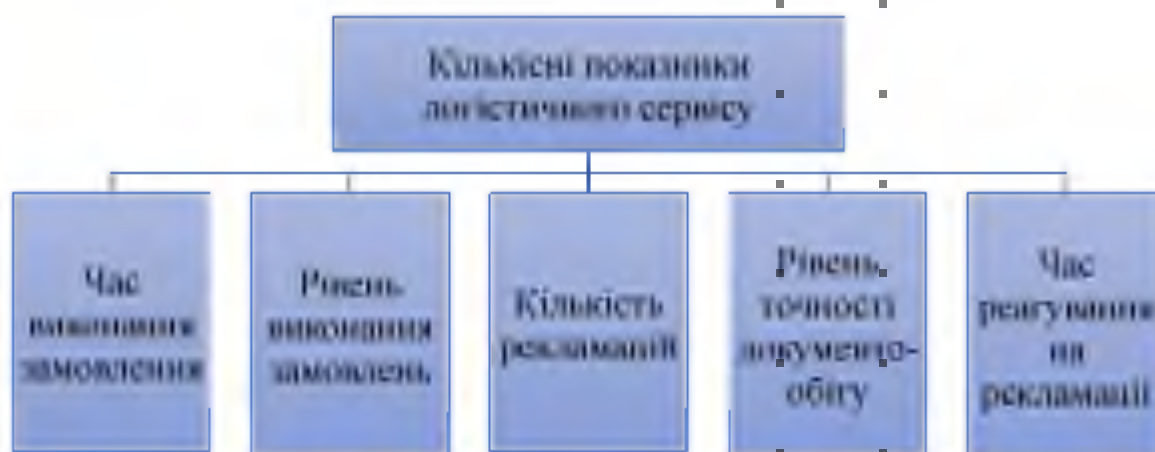 Кількісні показники
логістичного сервісу
Час
виконання
замовлення
Рівень
виконання
замовлень
Кількість
рекламацій
Рівень
точності
документо-
обігу
Час
реагування
на
рекламації